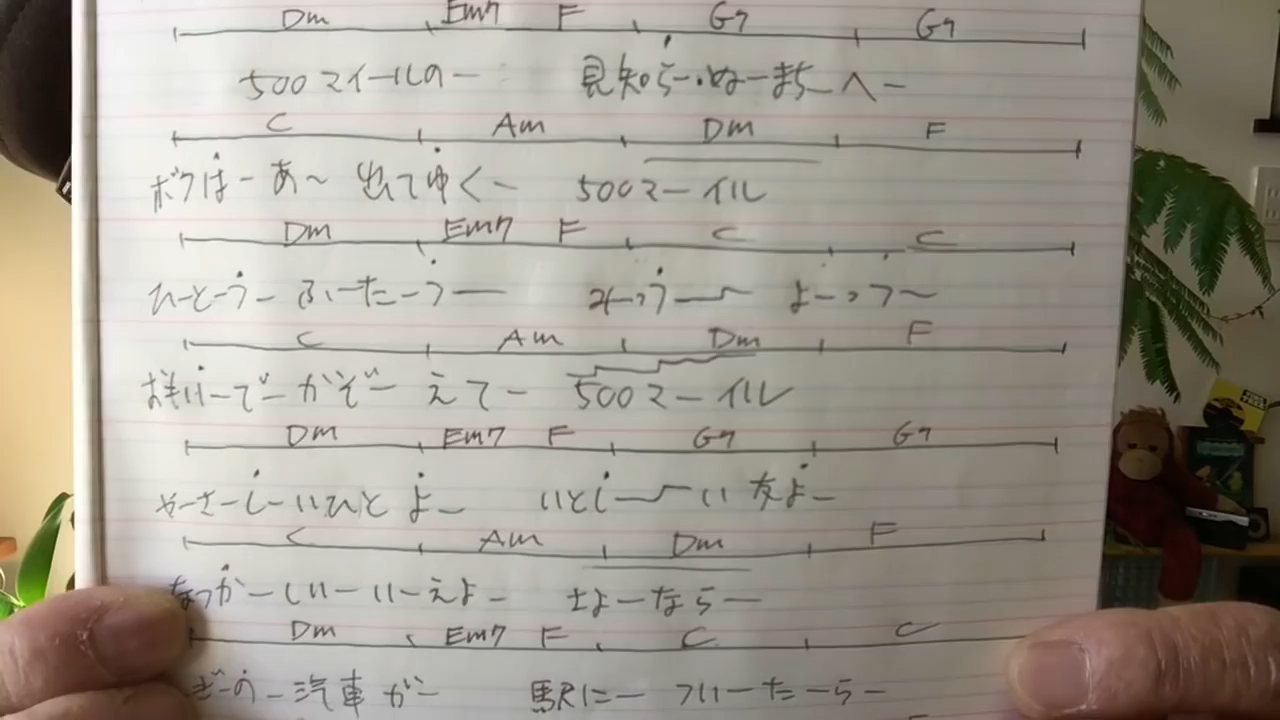 Dm Em7 F G7 G7
500マイルのー 見知らーぬーまちーへー
C Am Dm F
ボクはーあ〜 出てゆくー 500マーイル
Dm Em7 F C C
ひーとーうー ふーたーうー みーっうー よーっつ〜
C Am Dm F
おもいーでー かぞーえてー 500マーイル
Dm Em7 F G7 G7
やーさーしーいひとよー いとしーい友よー
C Am Dm F
なっかーしいーいーえよー さよーならー
Dm Em7 F C C
ぎーのー汽車がー 駅にーついーたーらー
F